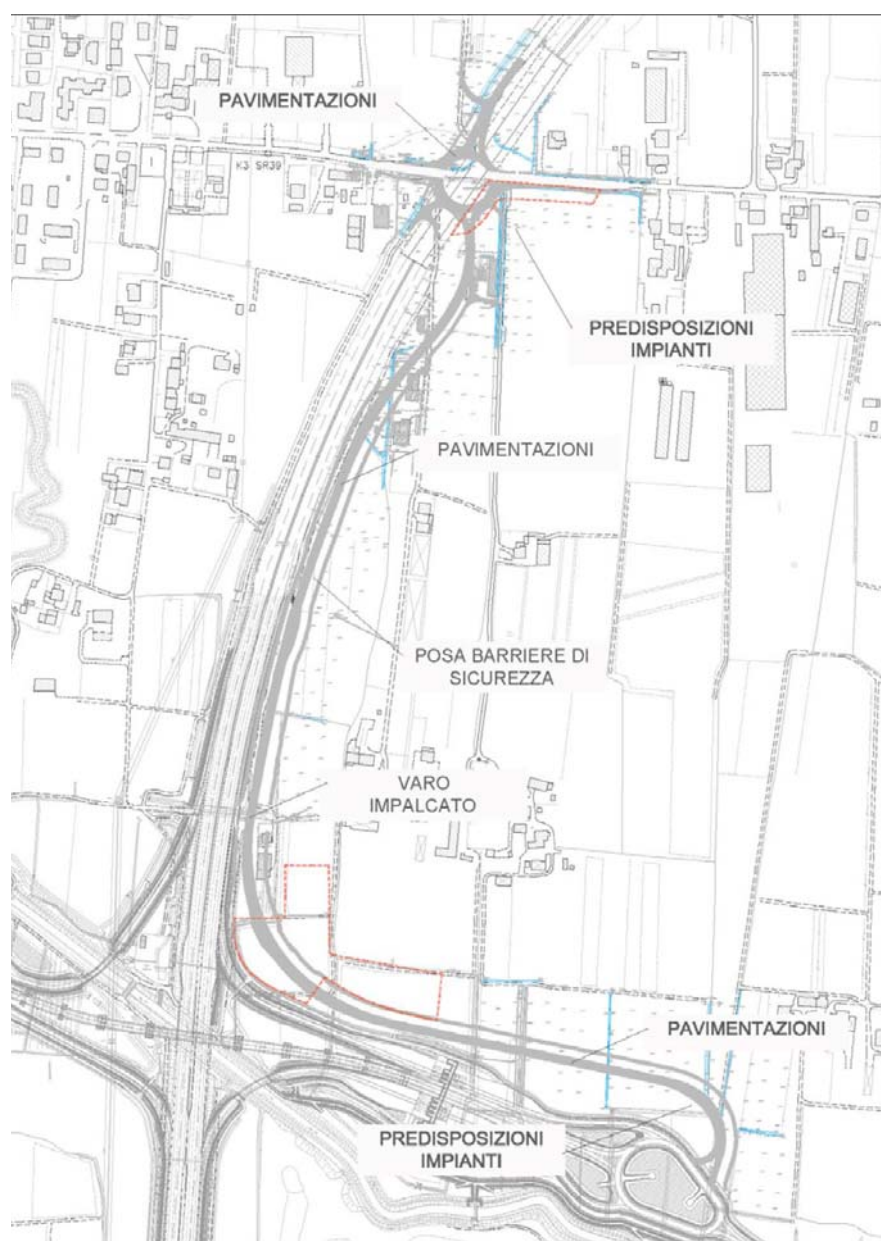 PAVIMENTAZIONI
K3 SR39
PREDISPOSIZIONI
IMPIANTI
PAVIMENTAZIONI
POSA BARRIERE DI
SICUREZZA
VARO
IMPALCATO
PAVIMENTAZIONI
PREDISPOSIZIONI
IMPIANTI